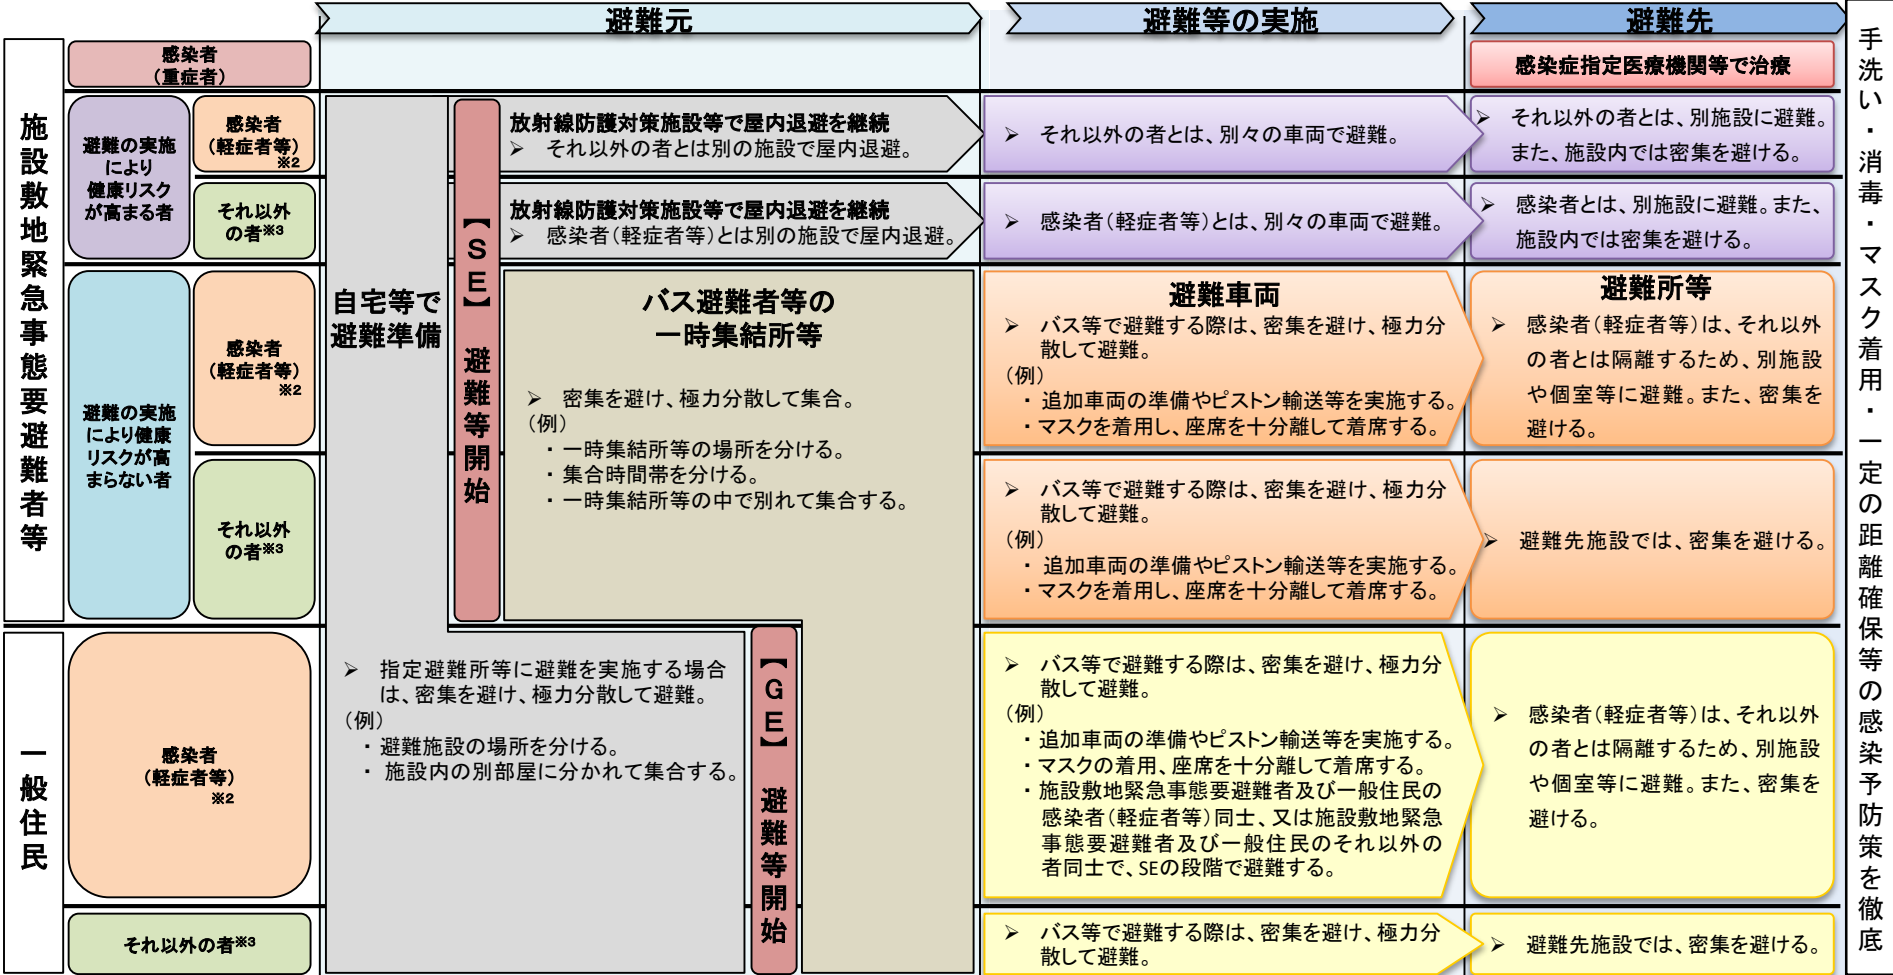 避難元
避難等の実施
避難先
施設敷地緊急事態要避難者等
感染者
(重症者)
感染症指定医療機関等で治療
避難の実施
により
健康リスク
が高まる者
感染者
(軽症者等)
※2
放射線防護対策施設等で屋内退避を継続
➢ それ以外の者とは別の施設で屋内退避。
➢ それ以外の者とは、別々の車両で避難。
➢ それ以外の者とは、別施設に避難。
また、施設内では密集を避ける。
それ以外
の者※3
放射線防護対策施設等で屋内退避を継続
➢ 感染者(軽症者等)とは別の施設で屋内退避。
➢ 感染者(軽症者等)とは、別々の車両で避難。
➢ 感染者とは、別施設に避難。また、
施設内では密集を避ける。
自宅等で
避難準備
【SE】 避難等開始
避難の実施
により健康
リスクが高
まらない者
感染者
(軽症者等)
※2
それ以外
の者※3
バス避難者等の
一時集結所等
➢ 密集を避け、極力分散して集合。
(例)
・一時集結所等の場所を分ける。
・集合時間帯を分ける。
・一時集結所等の中で別れて集合する。
避難車両
➢ バス等で避難する際は、密集を避け、極力分
散して避難。
(例)
・追加車両の準備やピストン輸送等を実施する。
・マスクを着用し、座席を十分離して着席する。
避難所等
➢ 感染者(軽症者等)は、それ以外
の者とは隔離するため、別施設
や個室等に避難。また、密集を
避ける。
➢ バス等で避難する際は、密集を避け、極力分
散して避難。
(例)
・追加車両の準備やピストン輸送等を実施する。
・マスクを着用し、座席を十分離して着席する。
➢ 避難先施設では、密集を避ける。
一般住民
感染者
(軽症者等)
※2
➢ 指定避難所等に避難を実施する場合
は、密集を避け、極力分散して避難。
(例)
・避難施設の場所を分ける。
・施設内の別部屋に分かれて集合する。
【GE】 避難等開始
➢ バス等で避難する際は、密集を避け、極力分
散して避難。
(例)
・追加車両の準備やピストン輸送等を実施する。
・マスクの着用、座席を十分離して着席する。
・施設敷地緊急事態要避難者及び一般住民の
感染者(軽症者等)同士、又は施設敷地緊急
事態要避難者及び一般住民のそれ以外の
者同士で、SEの段階で避難する。
➢ 感染者(軽症者等)は、それ以外
の者とは隔離するため、別施設
や個室等に避難。また、密集を
避ける。
それ以外の者※3
➢ バス等で避難する際は、密集を避け、極力分
散して避難。
➢ 避難先施設では、密集を避ける。
手洗い・消毒・マスク着用・一定の距離確保等の感染予防策を徹底